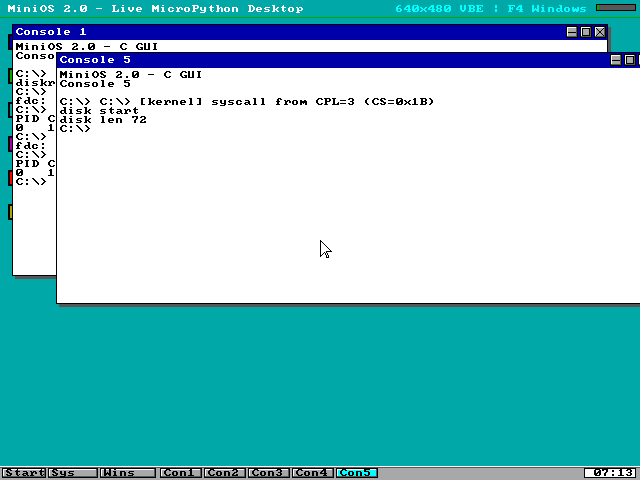 MiniOS 2.0 - Live MicroPython Desktop
640x480 VBE | F4 Windows
Console 1
MiniOS 2.0 - C GUI
Conso
C:\>
diskr
C:\>
fdc:
C:\>
PID C
0 1
C:\>
fdc:
C:\>
PID C
0 1
C:\>
Console 5
MiniOS 2.0 - C GUI
Console 5
C:\> C:\> [kernel] syscall from CPL=3 (CS=0x1B)
disk start
disk len 72
C:\>
Start Sys Wins Con1 Con2 Con3 Con4 Con5 07:13